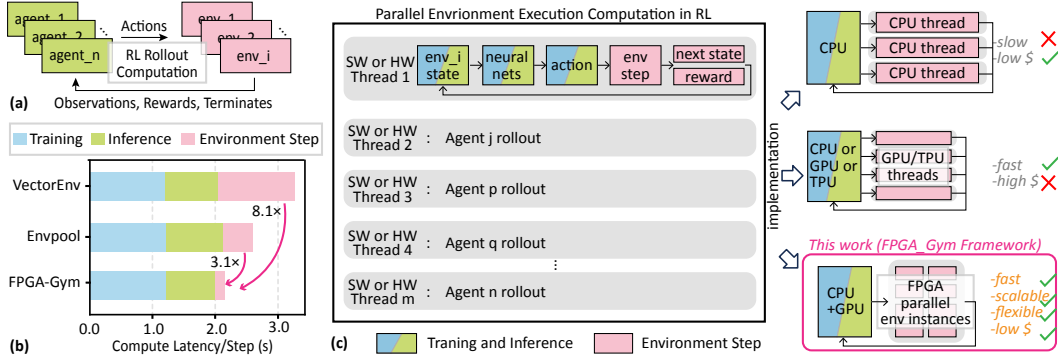 agent_1
agent_2
agent_n
Actions
RL Rollout
Computation
env_1
env_2
env_i
(a)
Observations, Rewards, Terminates
Training
Inference
Environment Step
VectorEnv
Envpool
FPGA-Gym
8.1×
3.1×
0.0
1.0
2.0
3.0
(b)
Compute Latency/Step (s)
Parallel Envrionment Execution Computation in RL
SW or HW
Thread 1
env_i
state
neural
nets
action
env
step
next state
reward
SW or HW
Thread 2
: Agent j rollout
SW or HW
Thread 3
: Agent p rollout
SW or HW
Thread 4
: Agent q rollout
⋮
SW or HW
Thread m
: Agent n rollout
(c)
Traning and Inference
Environment Step
implementation
CPU
CPU thread
CPU thread
CPU thread
-slow
-low $
CPU or
GPU or
TPU
GPU/TPU
threads
-fast
-high $
This work (FPGA_Gym Framework)
CPU
+GPU
FPGA
parallel
env instances
-fast
-scalable
-flexible
-low $